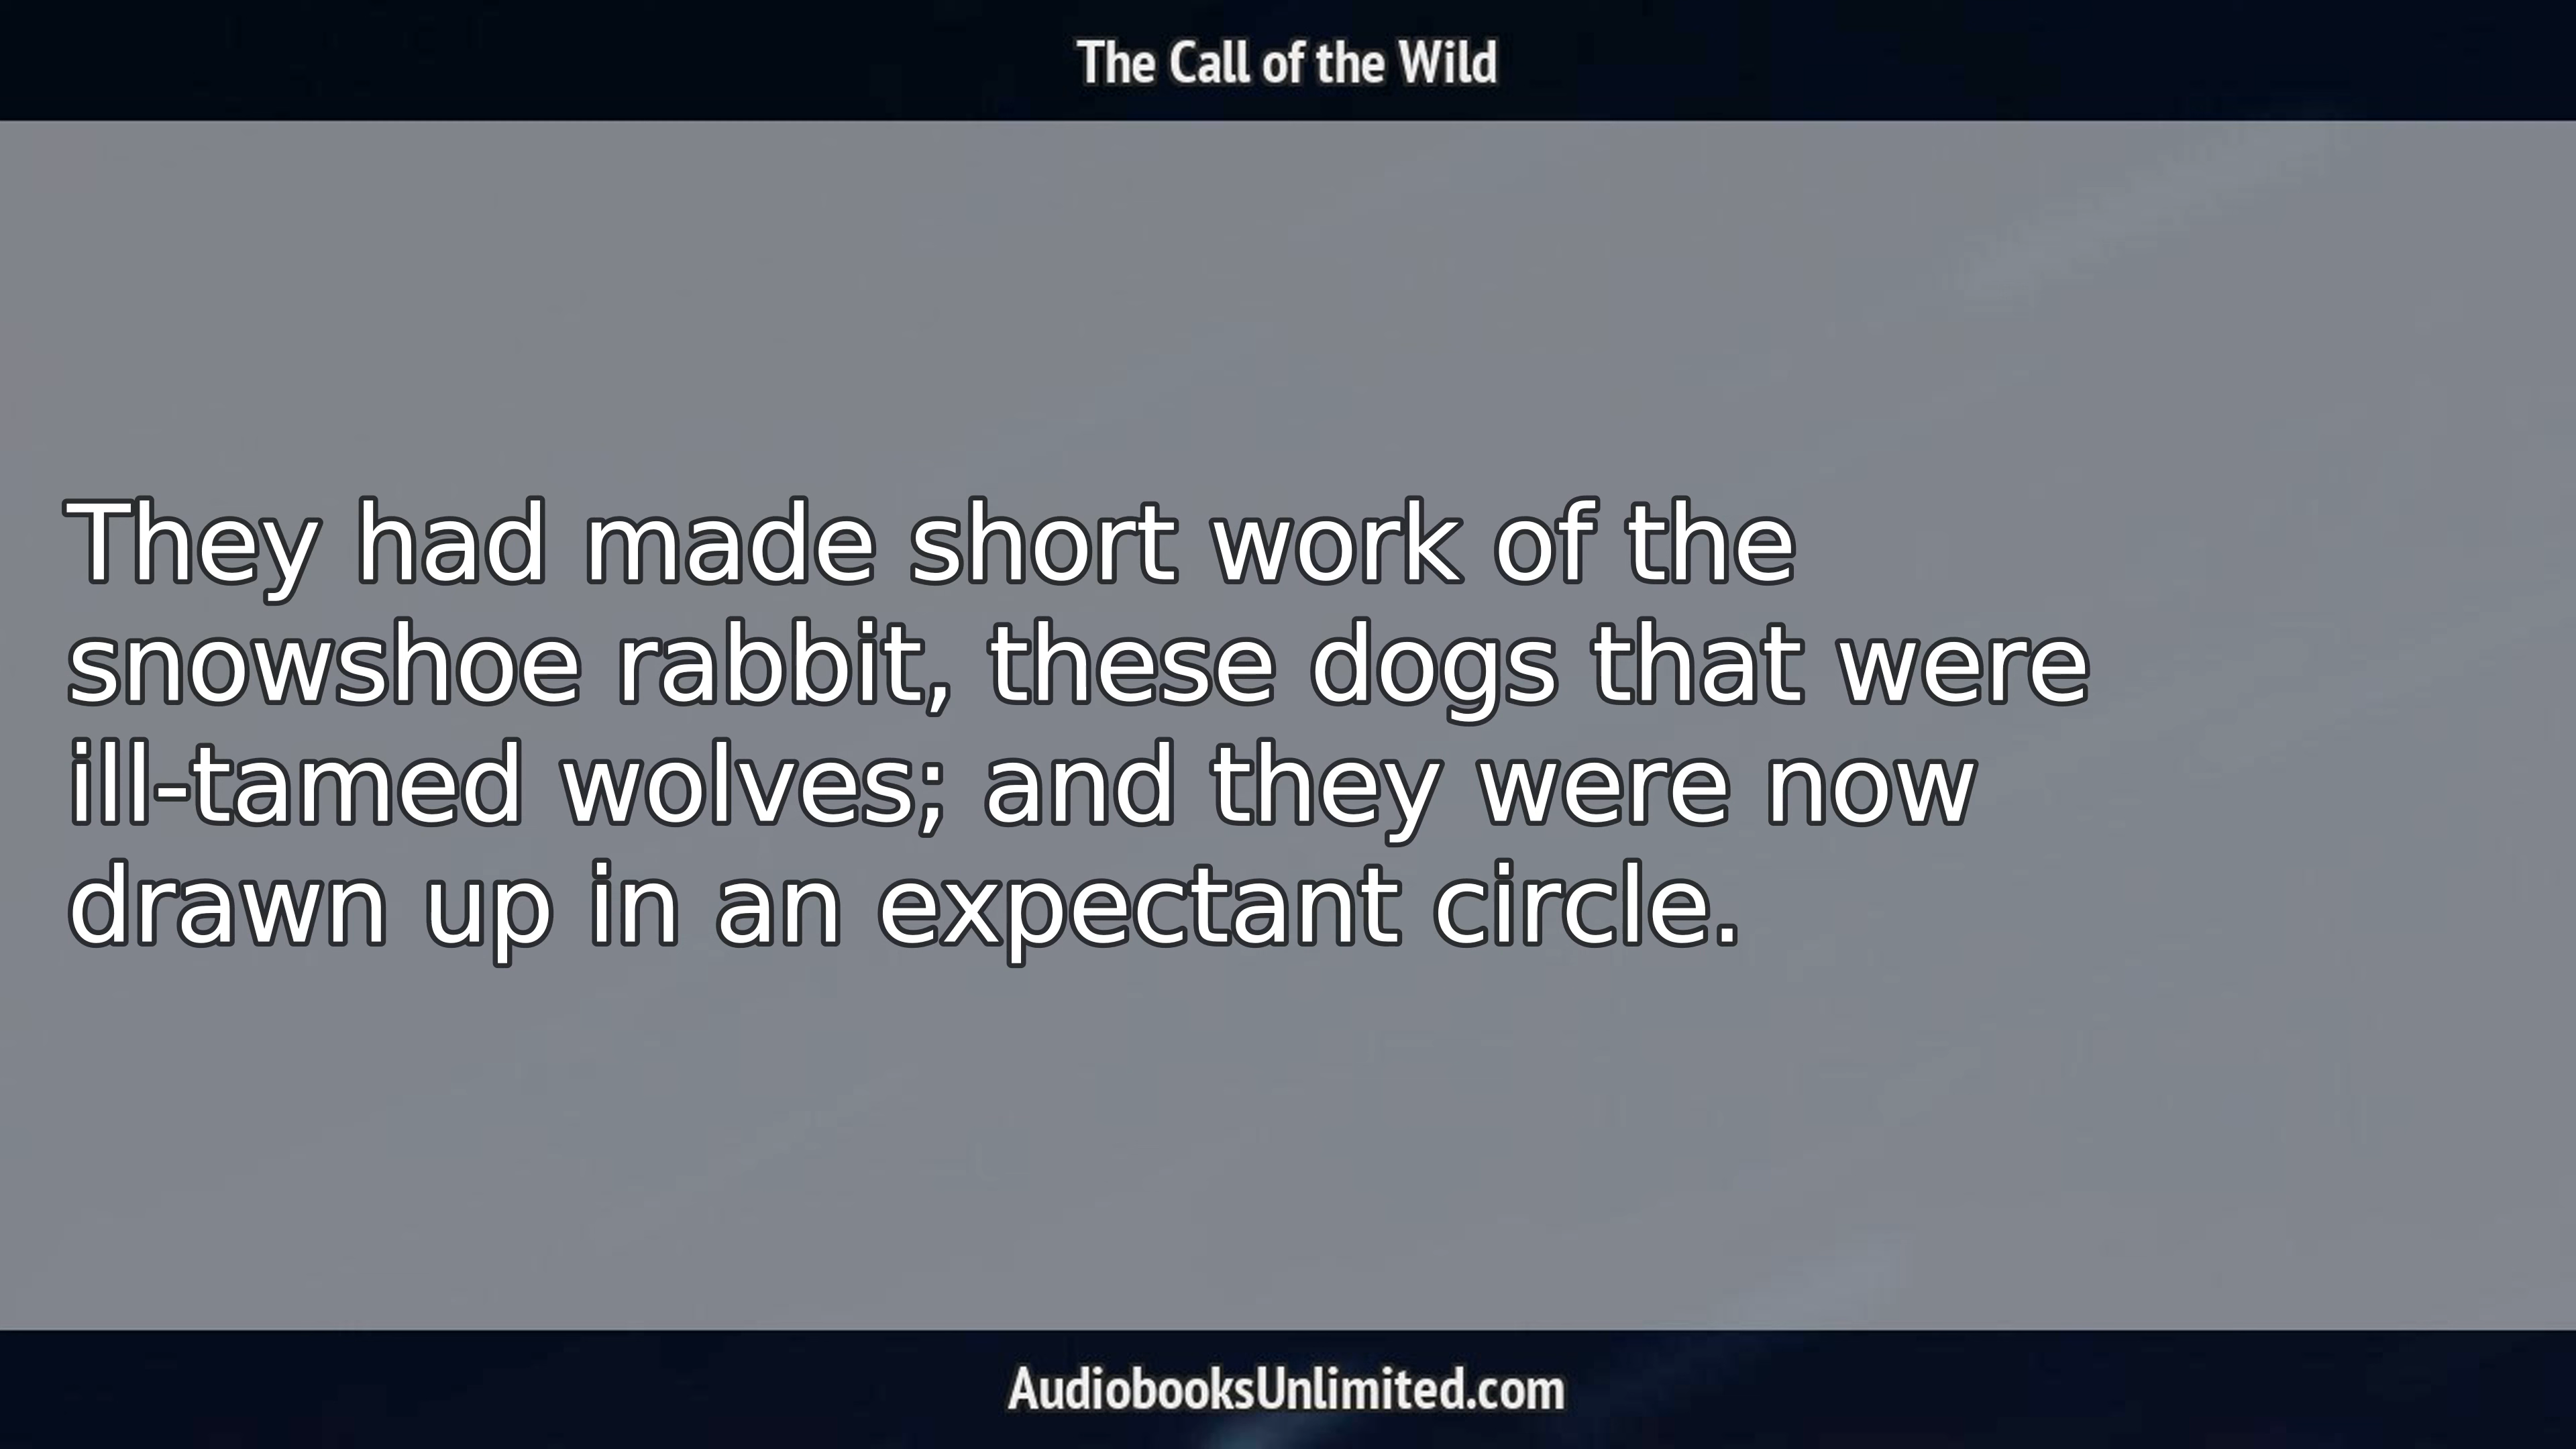 The Call of the Wild
They had made short work of the
snowshoe rabbit, these dogs that were
ill-tamed wolves; and they were now
drawn up in an expectant circle.
AudiobooksUnlimited.com